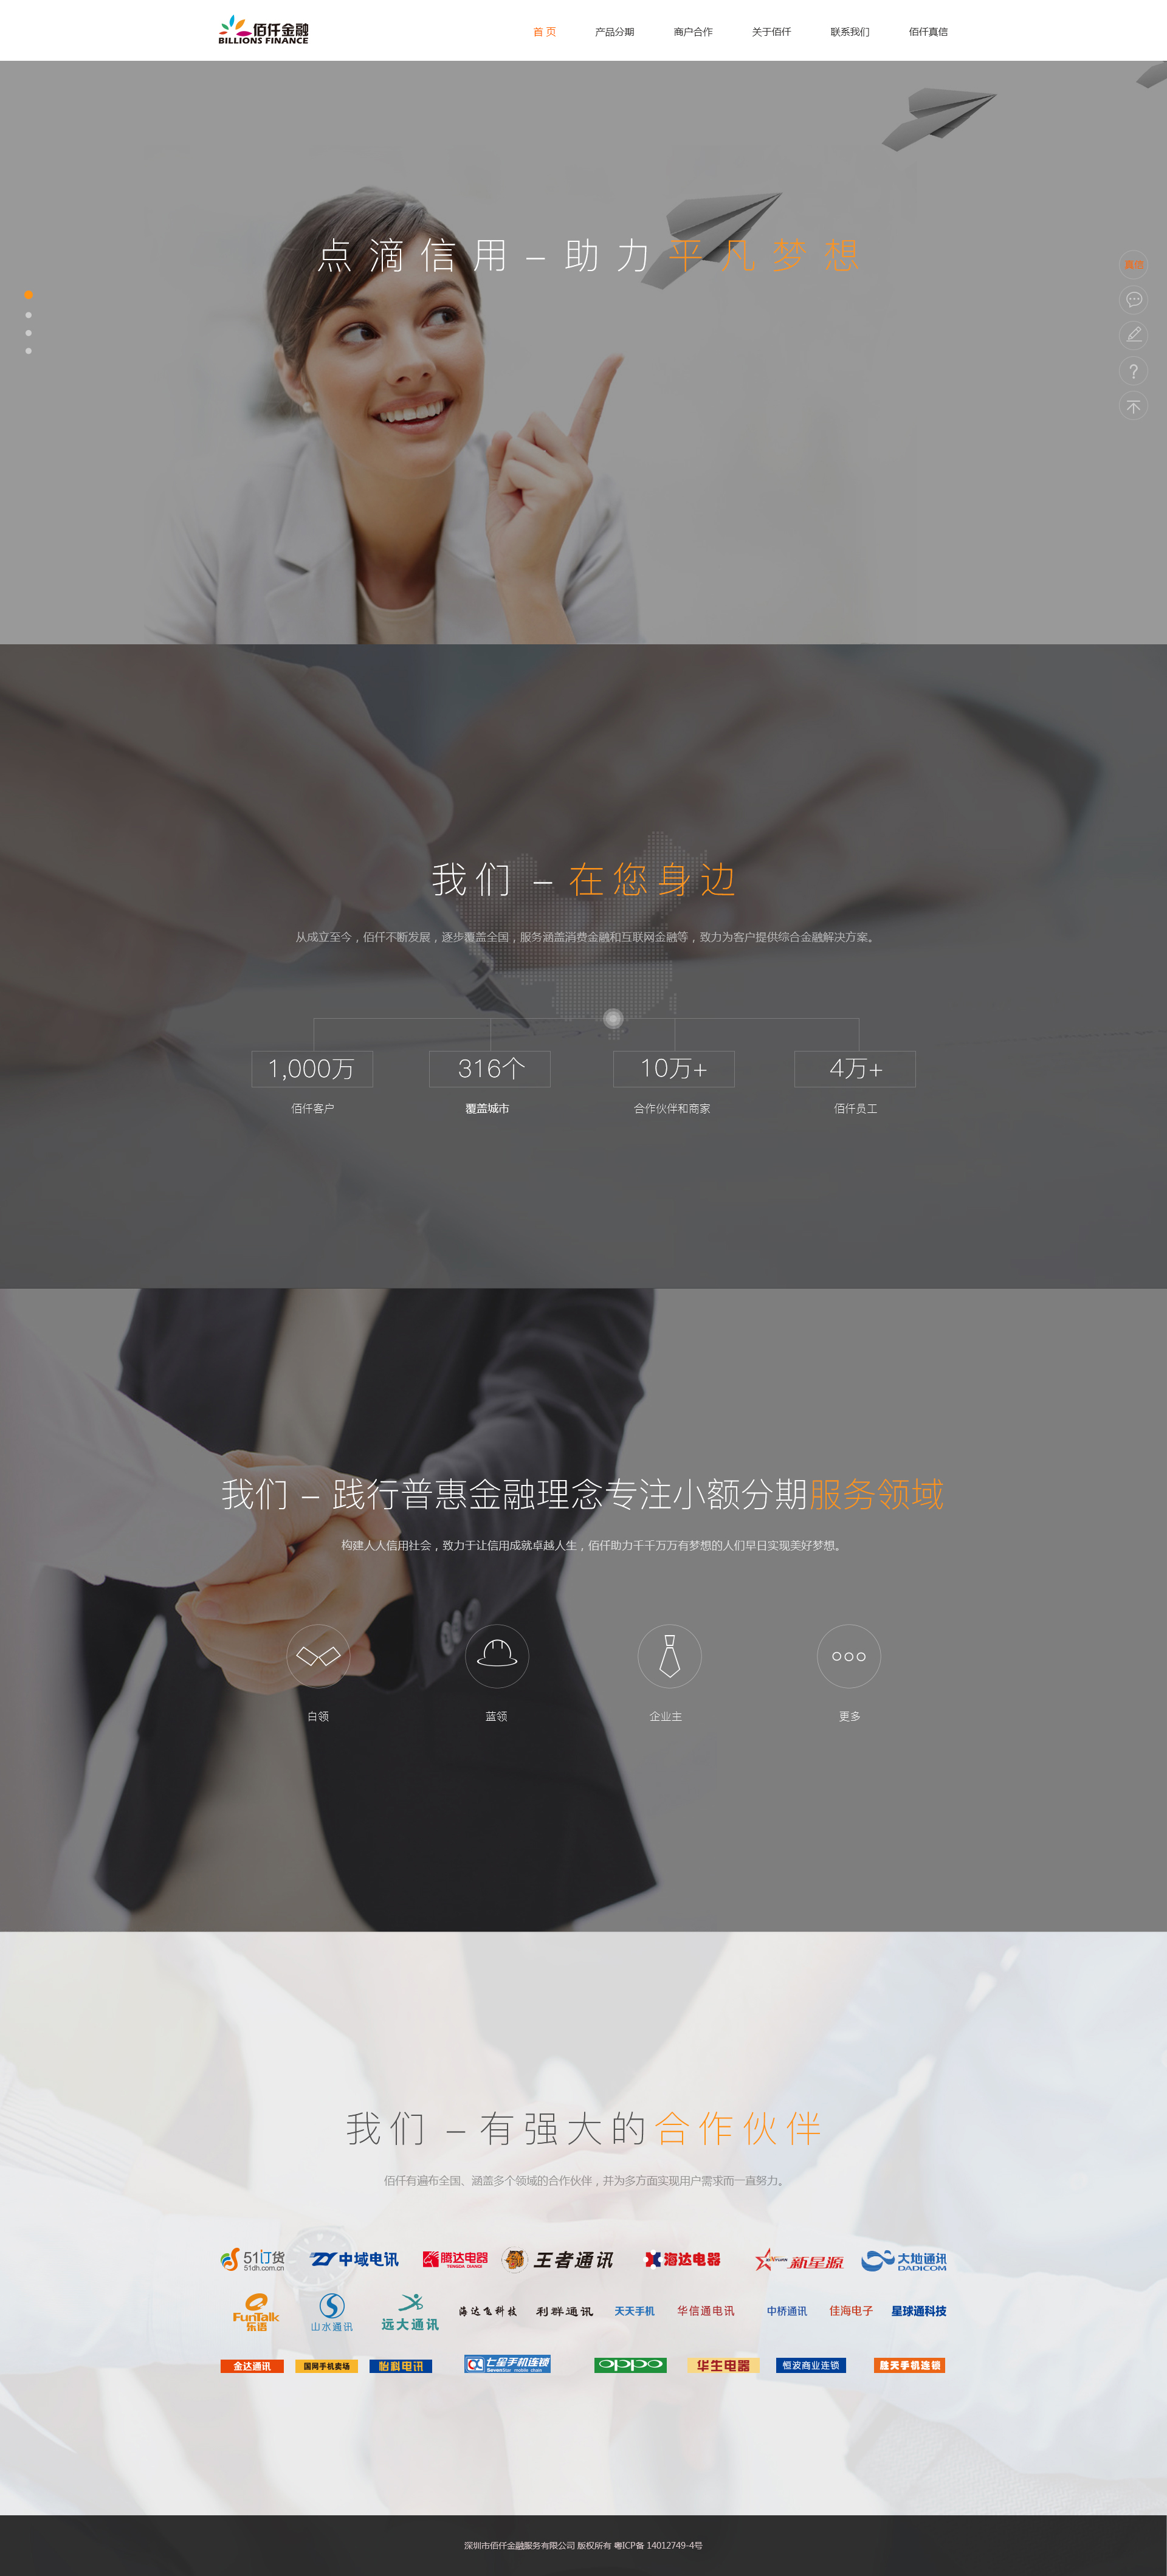 佰仟金融
BILLIONS FINANCE
首 页 产品分期 商户合作 关于佰仟 联系我们 佰仟真信
点滴信用－助力平凡梦想
真信
我们 － 在您身边
从成立至今，佰仟不断发展，逐步覆盖全国，服务涵盖消费金融和互联网金融等，致力为客户提供综合金融解决方案。
1,000万 316个 10万+ 4万+
佰仟客户 覆盖城市 合作伙伴和商家 佰仟员工
我们 － 践行普惠金融理念专注小额分期服务领域
构建人人信用社会，致力于让信用成就卓越人生，佰仟助力千千万万有梦想的人们早日实现美好梦想。
白领 蓝领 企业主 更多
我们 －有强大的合作伙伴
佰仟有遍布全国、涵盖多个领域的合作伙伴，并为多方面实现用户需求而一直努力。
51订货 中域电讯 腾达电器 王者通讯 海达电器 新星源 大地通讯
51dh.com.cn TENGDA DIANQI DADICOM
FunTalk
乐语 山水通讯 远大通讯 海达飞科技 利群通讯 天天手机 华信通电讯 中桥通讯 佳海电子 星球通科技
金达通讯 国网手机卖场 怡科电讯 七星手机连锁 oppo 华生电器 恒波商业连锁 胜天手机连锁
SevenStar mobile chain
深圳市佰仟金融服务有限公司 版权所有 粤ICP备 14012749-4号